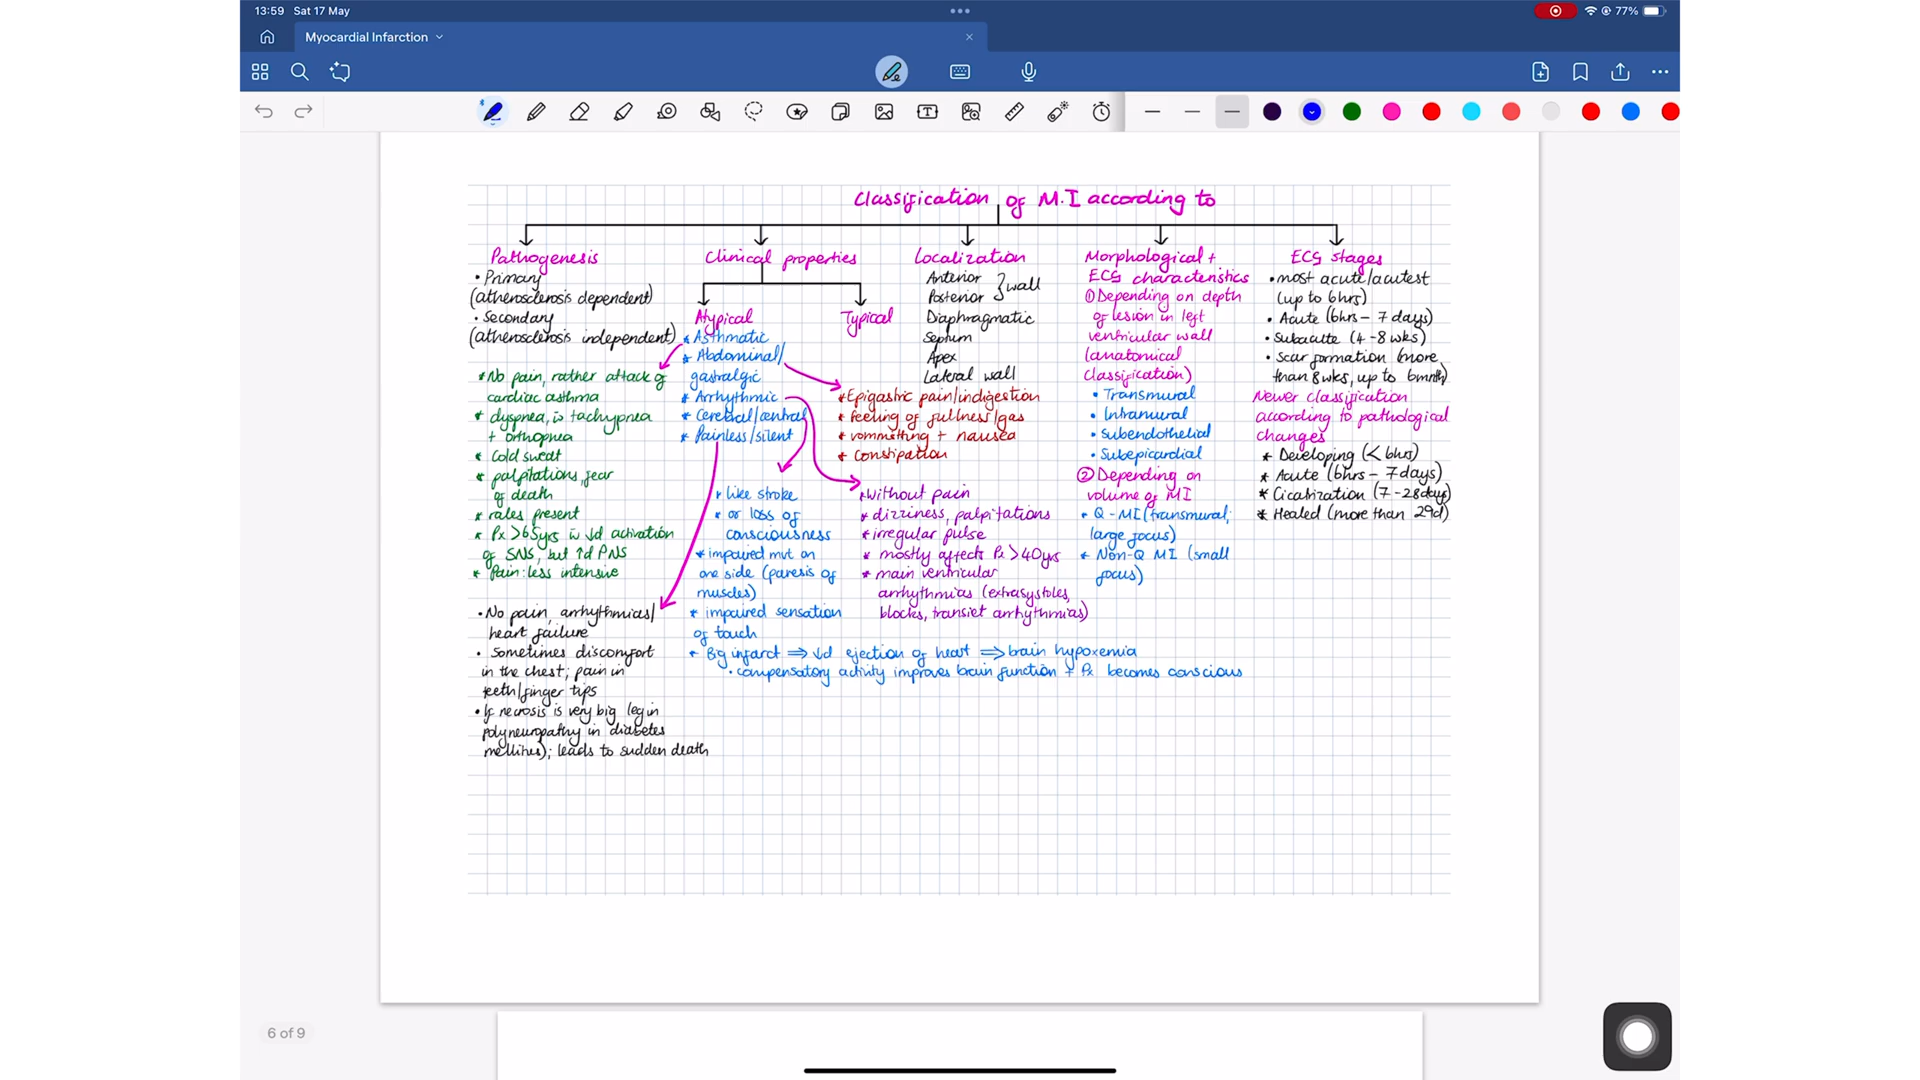 13:59 Sat 17 May
77%
Myocardial Infarction
Classification of M.I according to
Pathogenesis
• Primary
(atherosclerosis dependent)
• Secondary
(atherosclerosis independent)
* No pain, rather attack of
cardiac asthma
* dyspnea, w̄ tachypnea
+ orthopnea
* Cold sweat
* palpitations, fear
of death
* rales present
* Px >65yrs w̄ ↓d activation
of SNS, but ↑d PNS
* Pain: less intensive
• No pain, arrhythmias/
heart failure
• Sometimes discomfort
in the chest; pain in
teeth/finger tips
• If necrosis is very big (eg in
polyneuropathy in diabetes
mellitus); leads to sudden death
Clinical properties
Atypical
* Asthmatic
* Abdominal/
gastralgic
* Arrhythmic
* Cerebral/central
* Painless/silent
Typical
* Epigastric pain/indigestion
* feeling of fullness/gas
* vommitting + nausea
* Constipation
* like stroke
* or loss of
consciousness
* impaired mvt on
one side (paresis of
muscles)
* impaired sensation
of touch
* Big infarct ⇒ ↓d ejection of heart ⇒ brain hypoxemia
• compensatory activity improves brain function + Px becomes conscious
* Without pain
* dizziness, palpitations
* irregular pulse
* mostly affects Px >40yrs
* main ventricular
arrhythmias (extrasystoles,
blocks, transiet arrhythmias)
Localization
Anterior
Posterior } wall
Diaphragmatic
Septum
Apex
Lateral wall
Morphological +
ECG characteristics
① Depending on depth
of lesion in left
ventricular wall
(anatomical
classification)
• Transmural
• Intramural
• Subendothelial
• Subepicardial
② Depending on
volume of MI
* Q-MI (transmural;
large focus)
* Non-Q MI (small
focus)
ECG stages
• most acute/acutest
(up to 6hrs)
• Acute (6hrs - 7 days)
• Subacute (4-8 wks)
• Scar formation (more
than 8wks, up to 6mnth)
Newer classification
according to pathological
changes
* Developing (<6hrs)
* Acute (6hrs - 7days)
* Cicatrization (7-28days)
* Healed (more than 29d)
6 of 9